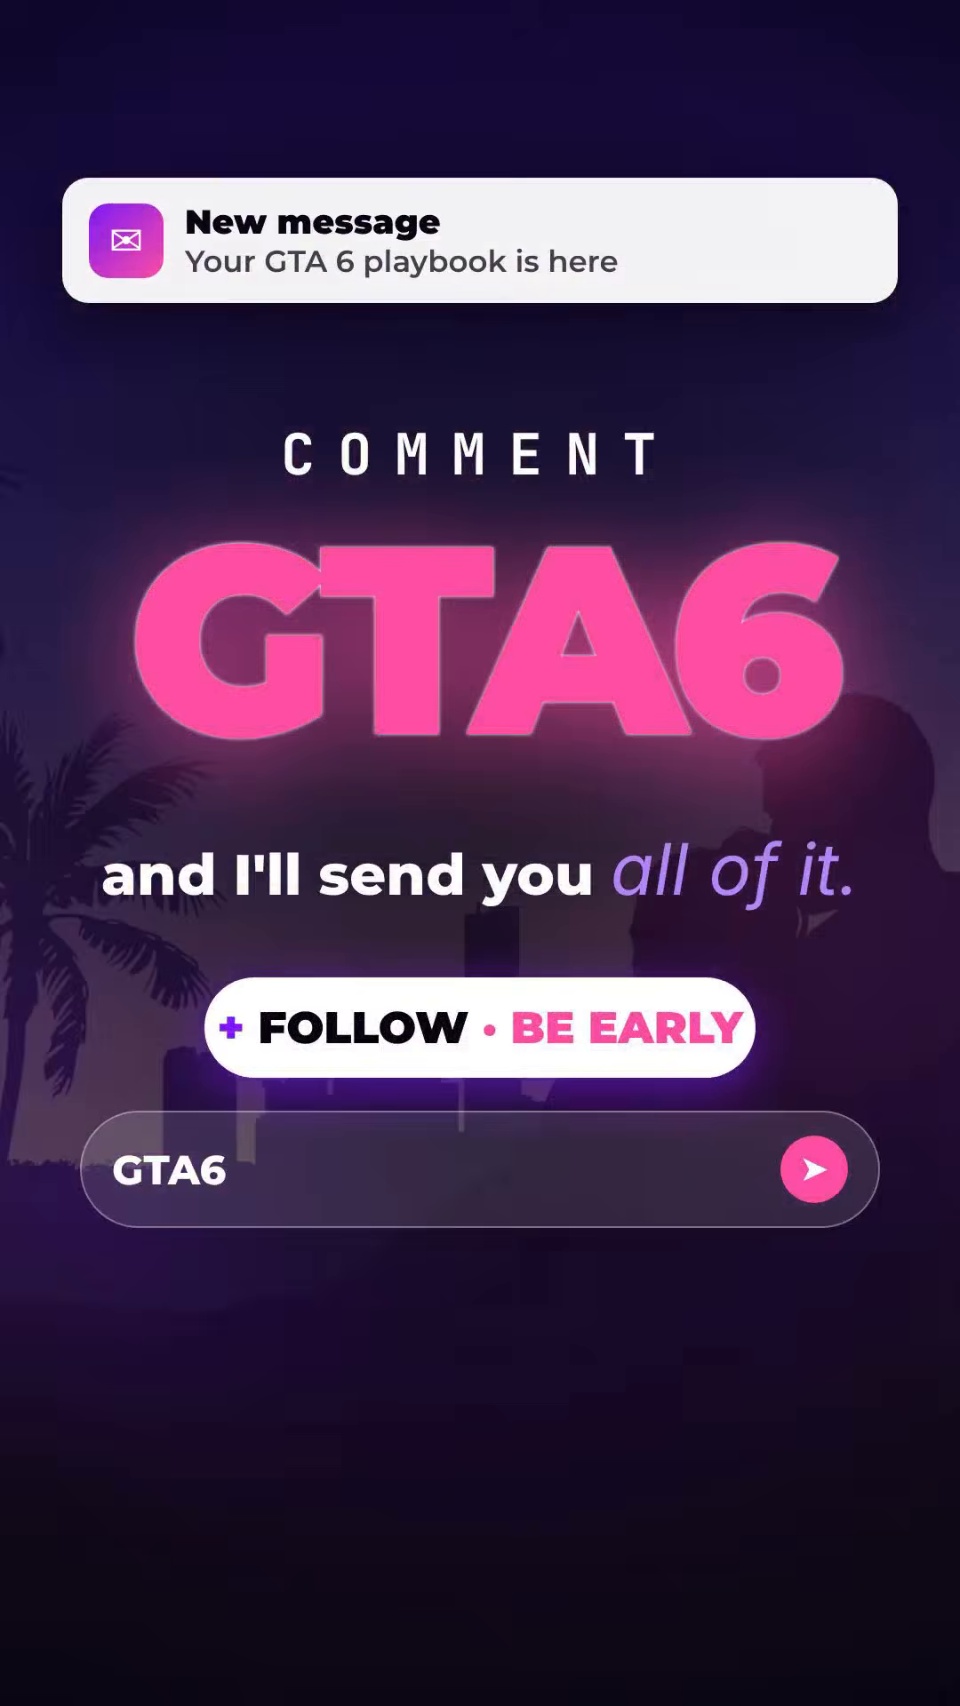 New message
Your GTA 6 playbook is here
COMMENT
GTA6
and I'll send you all of it.
+ FOLLOW • BE EARLY
GTA6